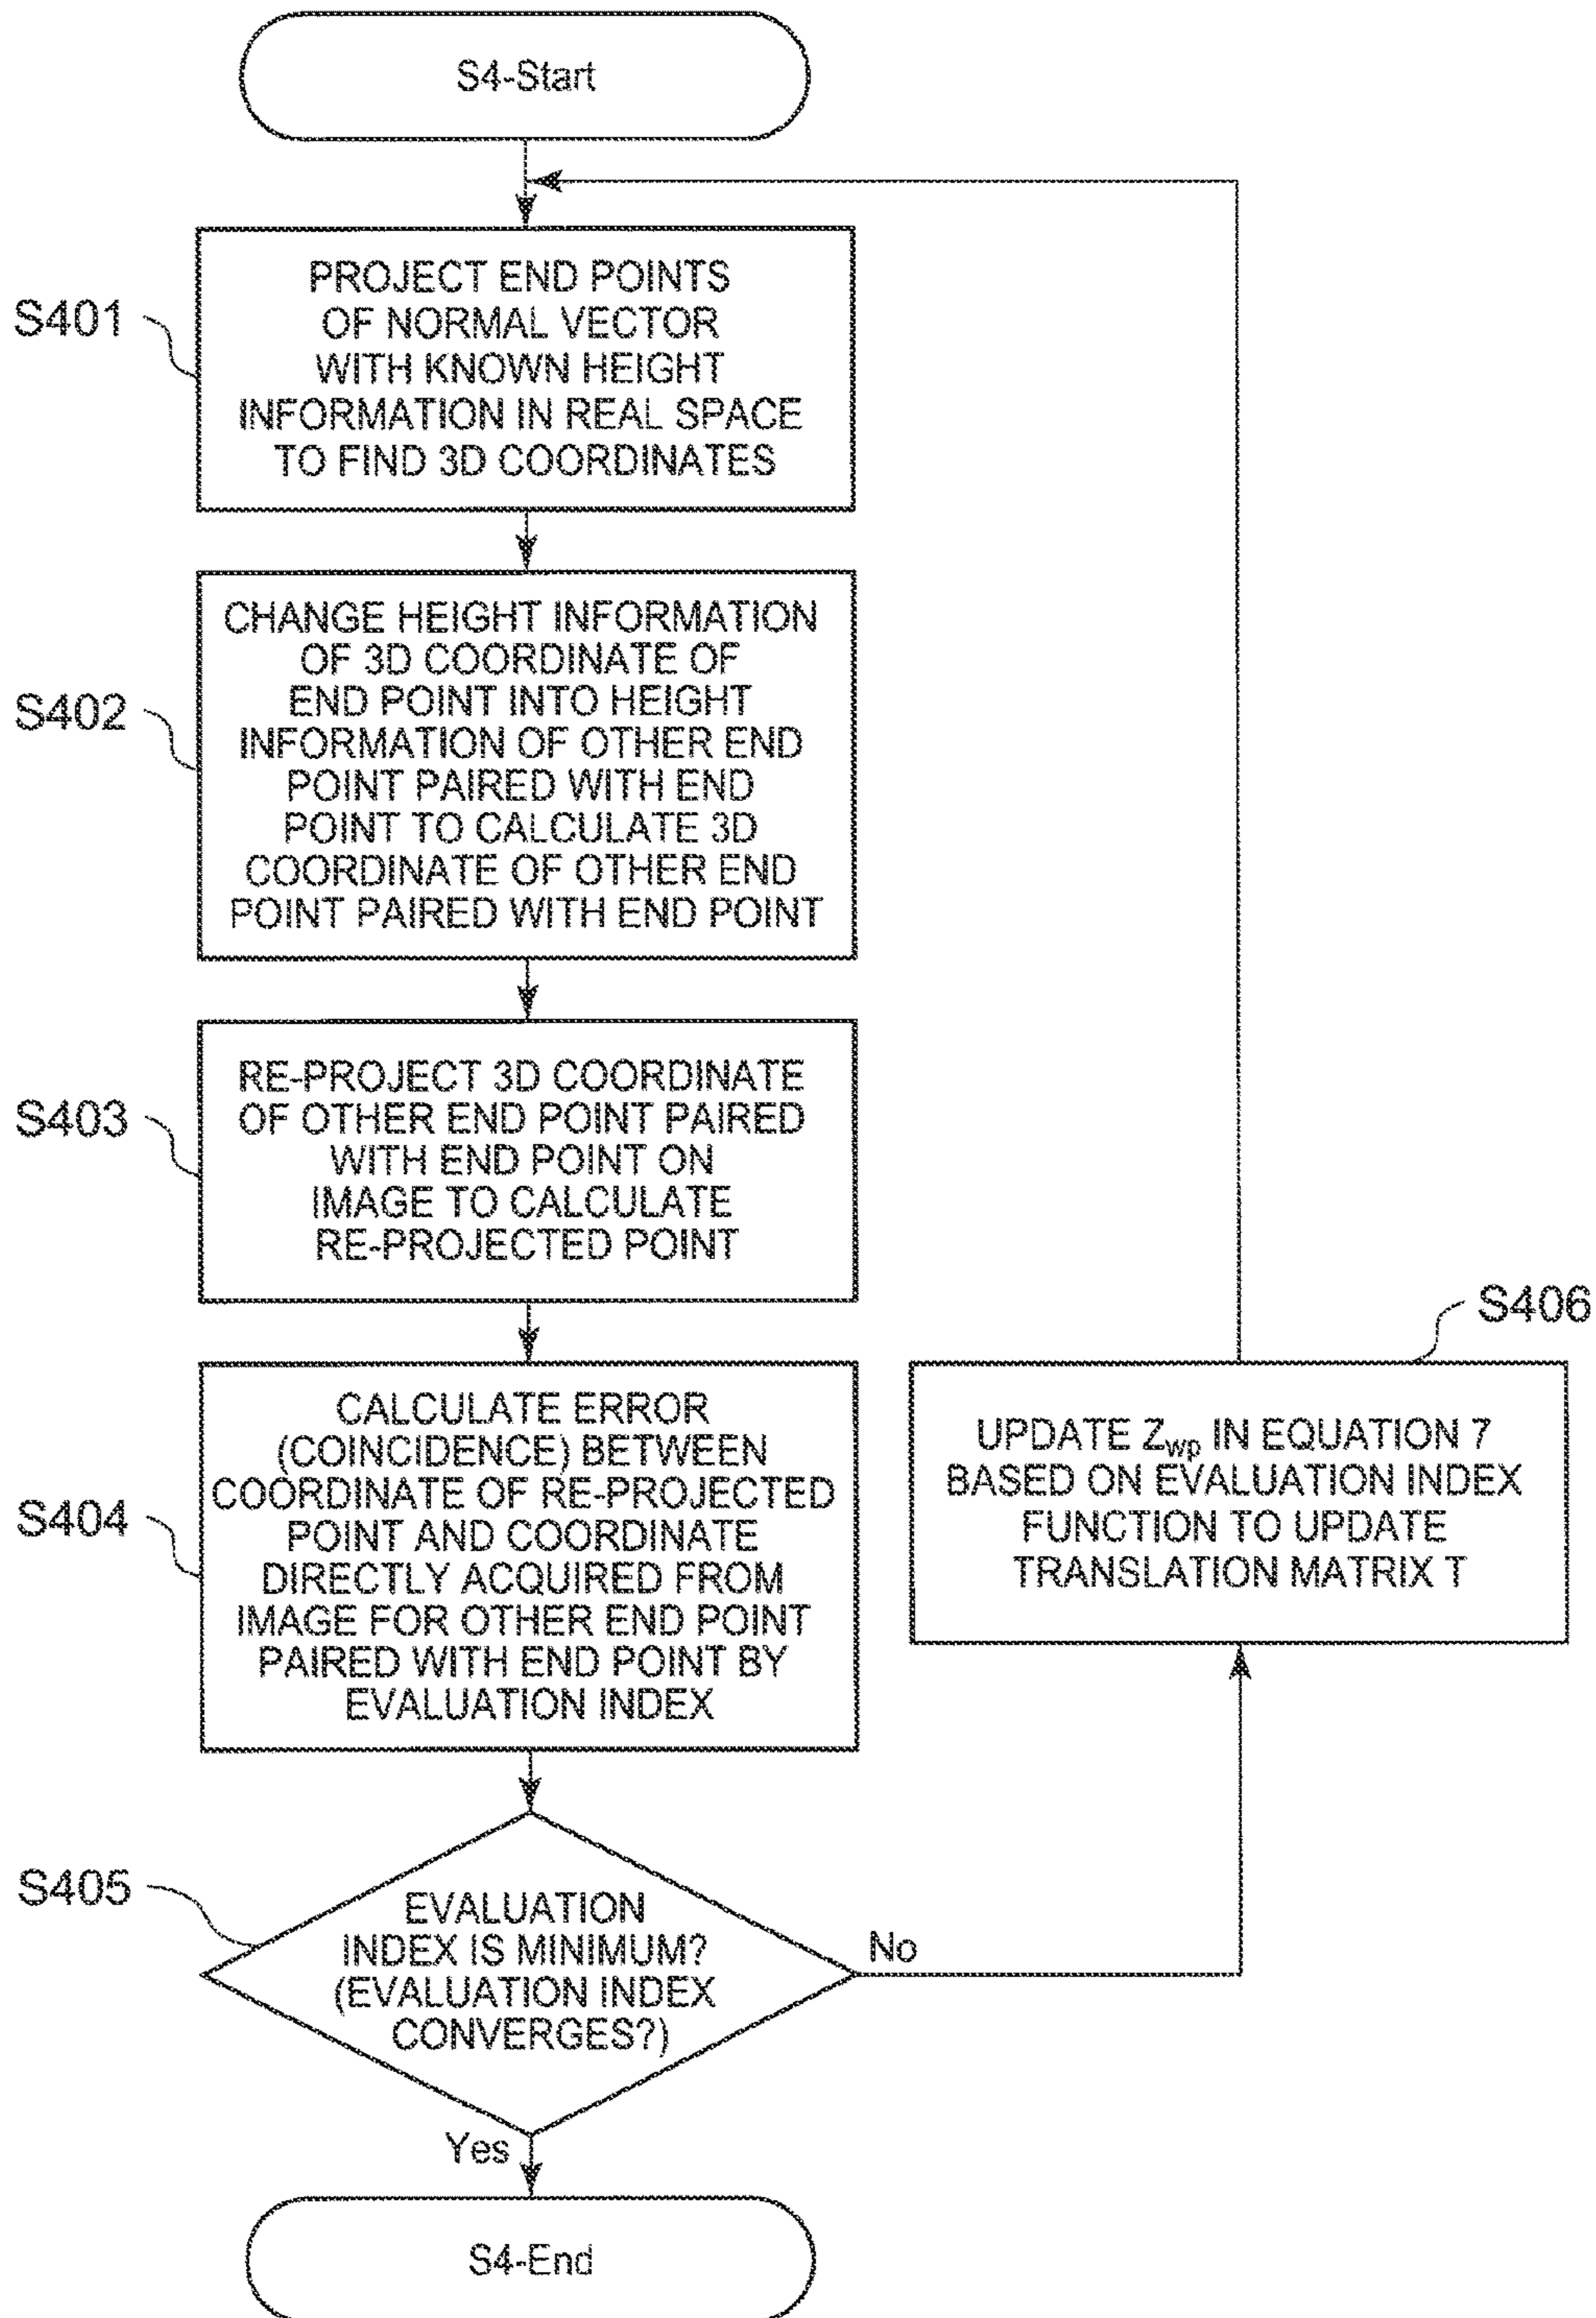 S4-Start
S401
PROJECT END POINTS
OF NORMAL VECTOR
WITH KNOWN HEIGHT
INFORMATION IN REAL SPACE
TO FIND 3D COORDINATES
S402
CHANGE HEIGHT INFORMATION
OF 3D COORDINATE OF
END POINT INTO HEIGHT
INFORMATION OF OTHER END
POINT PAIRED WITH END
POINT TO CALCULATE 3D
COORDINATE OF OTHER END
POINT PAIRED WITH END POINT
S403
RE-PROJECT 3D COORDINATE
OF OTHER END POINT PAIRED
WITH END POINT ON
IMAGE TO CALCULATE
RE-PROJECTED POINT
S404
CALCULATE ERROR
(COINCIDENCE) BETWEEN
COORDINATE OF RE-PROJECTED
POINT AND COORDINATE
DIRECTLY ACQUIRED FROM
IMAGE FOR OTHER END POINT
PAIRED WITH END POINT BY
EVALUATION INDEX
S406
UPDATE Zwp IN EQUATION 7
BASED ON EVALUATION INDEX
FUNCTION TO UPDATE
TRANSLATION MATRIX T
S405
EVALUATION
INDEX IS MINIMUM?
(EVALUATION INDEX
CONVERGES?)
No
Yes
S4-End